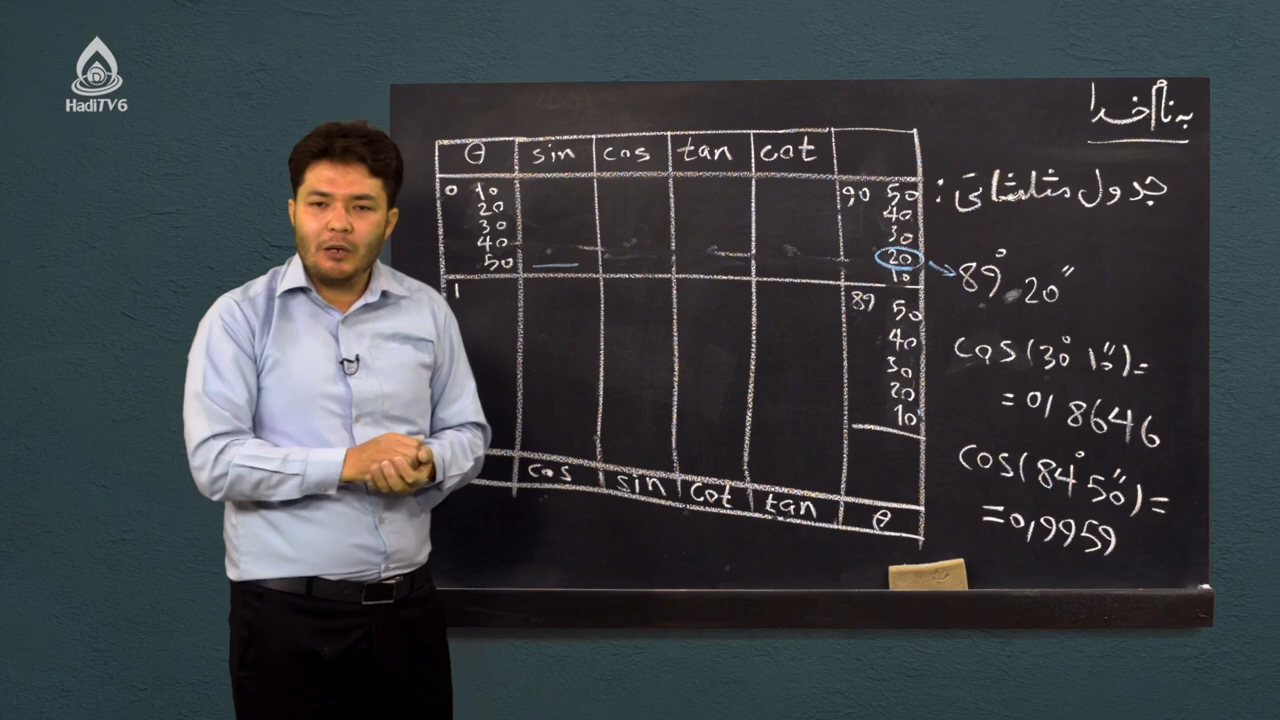 HadiTV6
به نام خدا
جدول مثلثاتی :
θ sin cos tan cot
0 10 90 50
20 40
30 30
40 20
50 10
1 89 50
40
30
20
10
cos sin cot tan θ
89° 20"
cos(30° 10")=
=0,8646
cos(84° 50")=
=0,9959